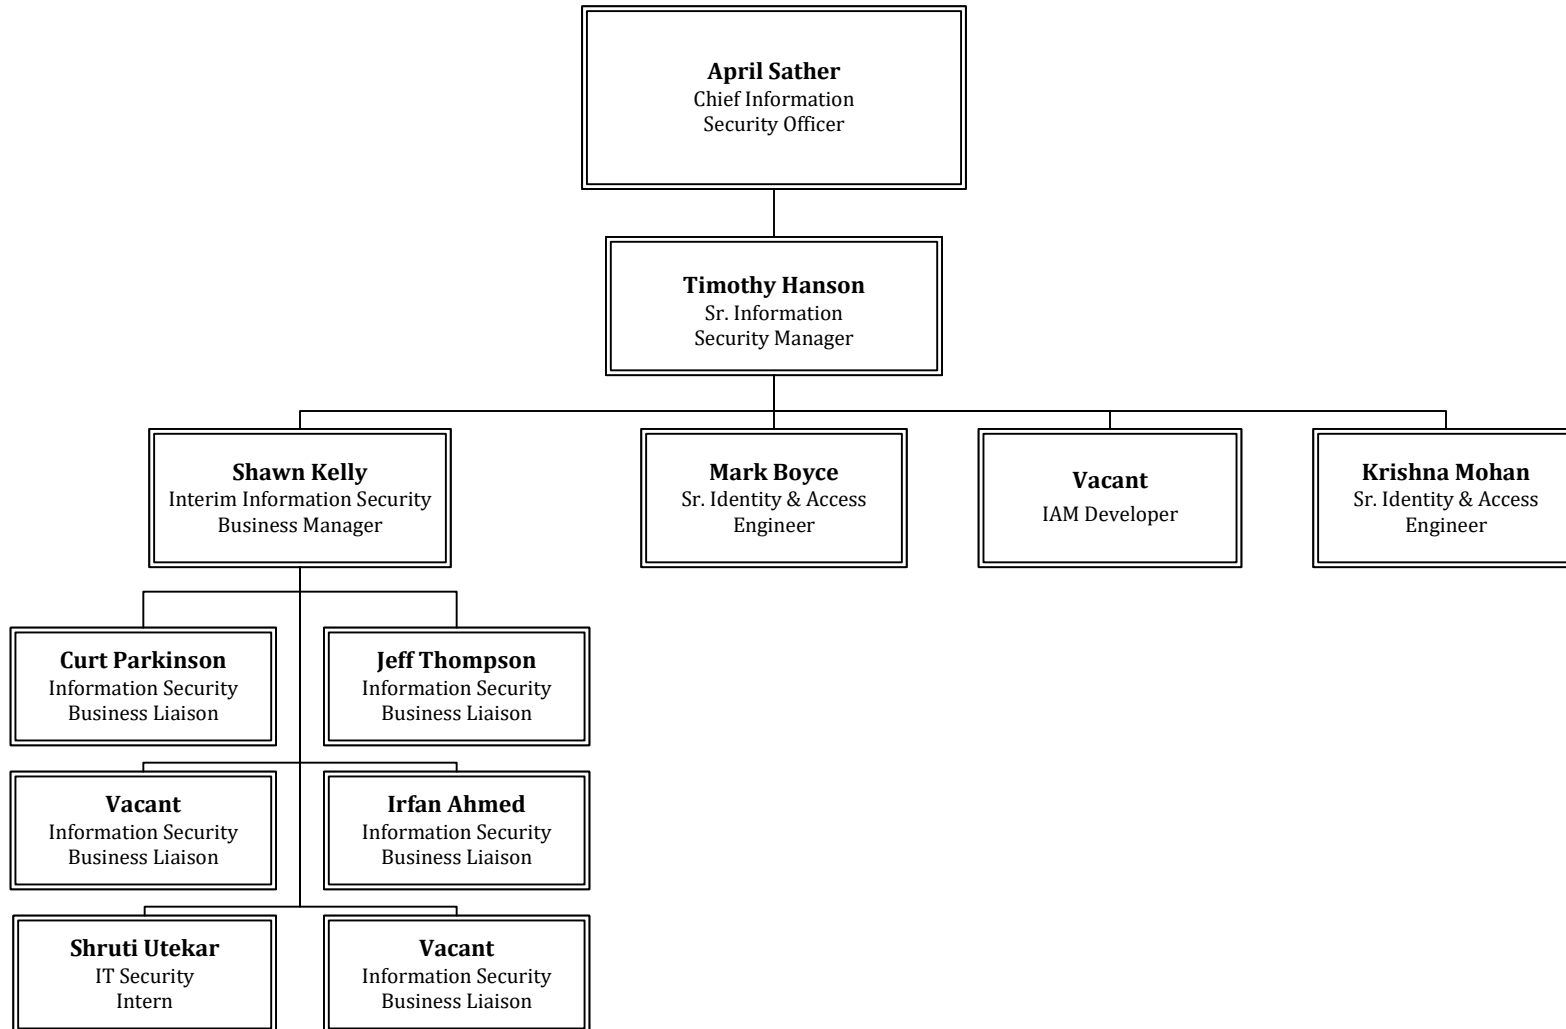 April Sather
Chief Information
Security Officer
Timothy Hanson
Sr. Information
Security Manager
Shawn Kelly
Interim Information Security
Business Manager
Mark Boyce
Sr. Identity & Access
Engineer
Vacant
IAM Developer
Krishna Mohan
Sr. Identity & Access
Engineer
Curt Parkinson
Information Security
Business Liaison
Jeff Thompson
Information Security
Business Liaison
Vacant
Information Security
Business Liaison
Irfan Ahmed
Information Security
Business Liaison
Shruti Utekar
IT Security
Intern
Vacant
Information Security
Business Liaison